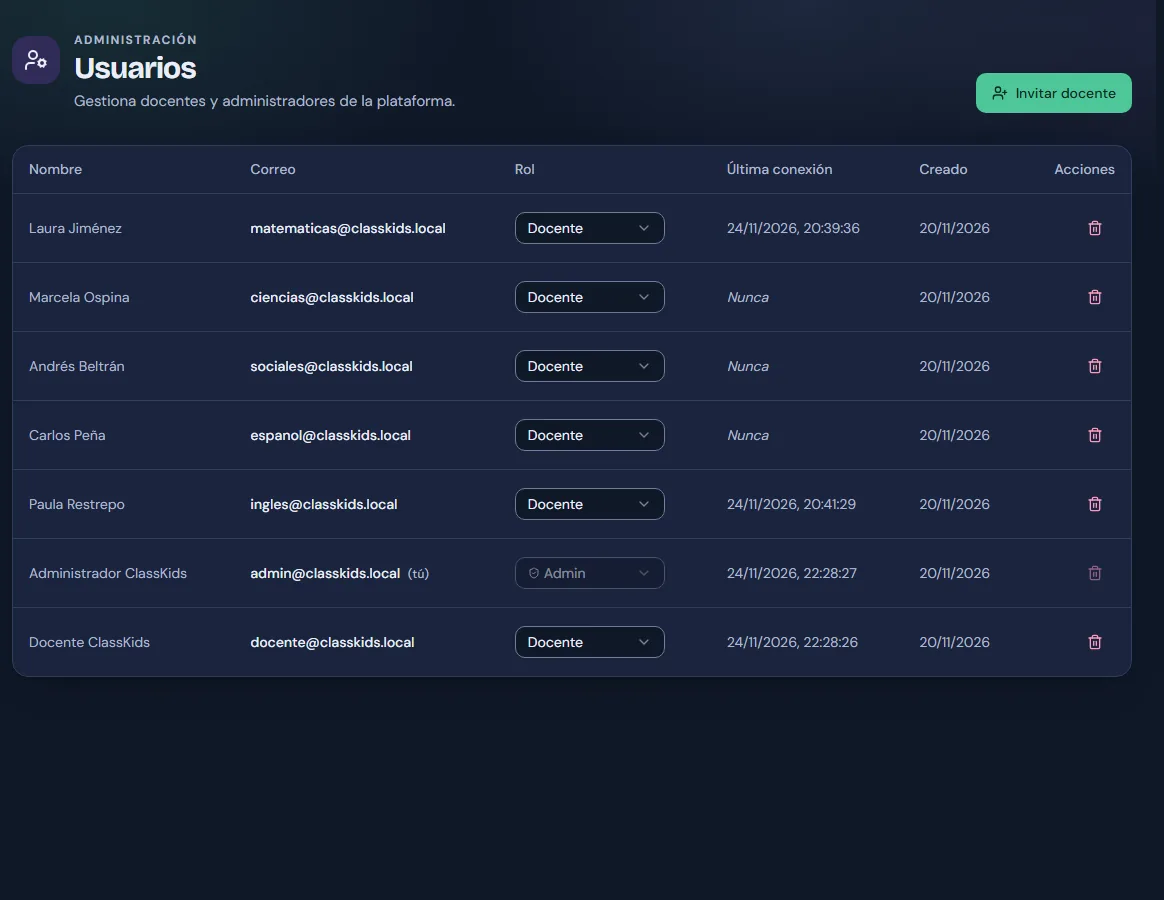 ADMINISTRACIÓN
Usuarios
Gestiona docentes y administradores de la plataforma.
Invitar docente
Nombre Correo Rol Última conexión Creado Acciones
Laura Jiménez matematicas@classkids.local Docente 24/11/2026, 20:39:36 20/11/2026
Marcela Ospina ciencias@classkids.local Docente Nunca 20/11/2026
Andrés Beltrán sociales@classkids.local Docente Nunca 20/11/2026
Carlos Peña espanol@classkids.local Docente Nunca 20/11/2026
Paula Restrepo ingles@classkids.local Docente 24/11/2026, 20:41:29 20/11/2026
Administrador ClassKids admin@classkids.local (tú) Admin 24/11/2026, 22:28:27 20/11/2026
Docente ClassKids docente@classkids.local Docente 24/11/2026, 22:28:26 20/11/2026